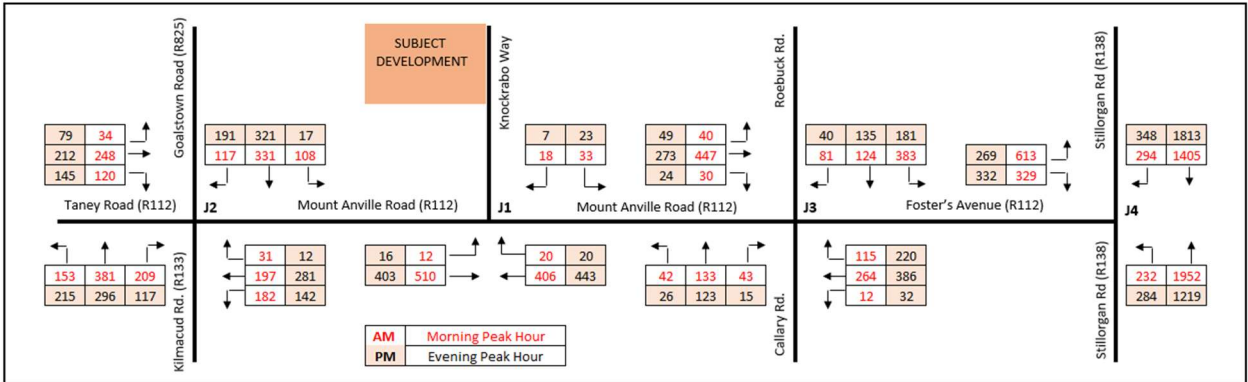 SUBJECT
DEVELOPMENT
Goalstown Road (R825)
Knockrabo Way
Roebuck Rd.
Stillorgan Rd (R138)
79 34
212 248
145 120
191 321 17
117 331 108
7 23
18 33
49 40
273 447
24 30
40 135 181
81 124 383
269 613
332 329
348 1813
294 1405
Taney Road (R112)
J2
Mount Anville Road (R112)
J1
Mount Anville Road (R112)
J3
Foster's Avenue (R112)
J4
153 381 209
215 296 117
Kilmacud Rd. (R133)
31 12
197 281
182 142
16 12
403 510
20 20
406 443
42 133 43
26 123 15
Callary Rd.
115 220
264 386
12 32
Stillorgan Rd (R138)
232 1952
284 1219
AM Morning Peak Hour
PM Evening Peak Hour